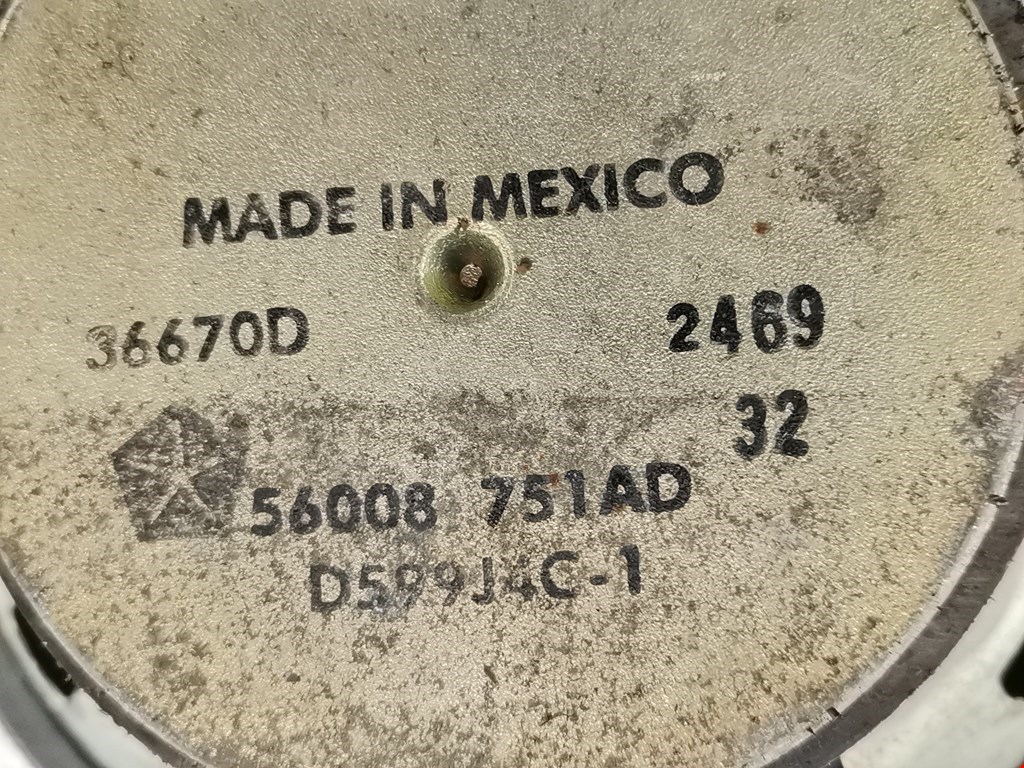 MADE IN MEXICO
36670D 2469
32
56008 751AD
D599J4C-1